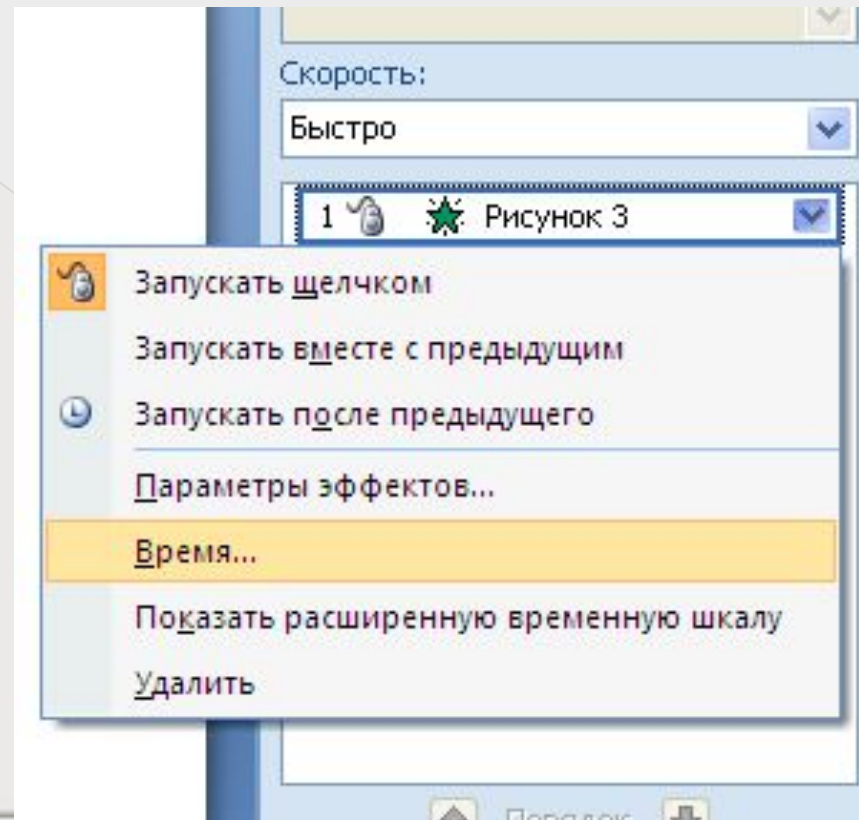 Скорость:
Быстро
1 Рисунок 3
Запускать щелчком
Запускать вместе с предыдущим
Запускать после предыдущего
Параметры эффектов...
Время...
Показать расширенную временную шкалу
Удалить
Порядок